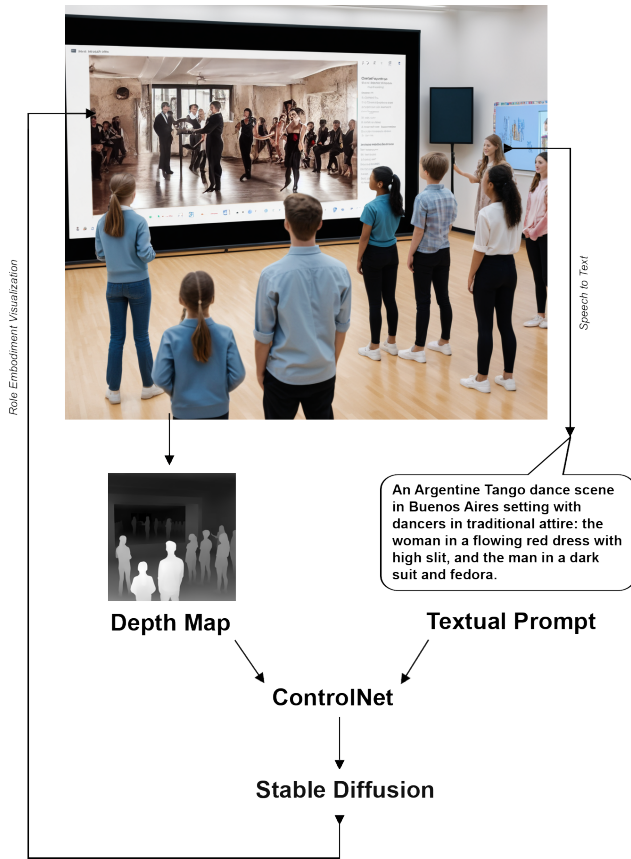 Role Embodiment Visualization
Speech to Text
An Argentine Tango dance scene
in Buenos Aires setting with
dancers in traditional attire: the
woman in a flowing red dress with
high slit, and the man in a dark
suit and fedora.
Depth Map
Textual Prompt
ControlNet
Stable Diffusion